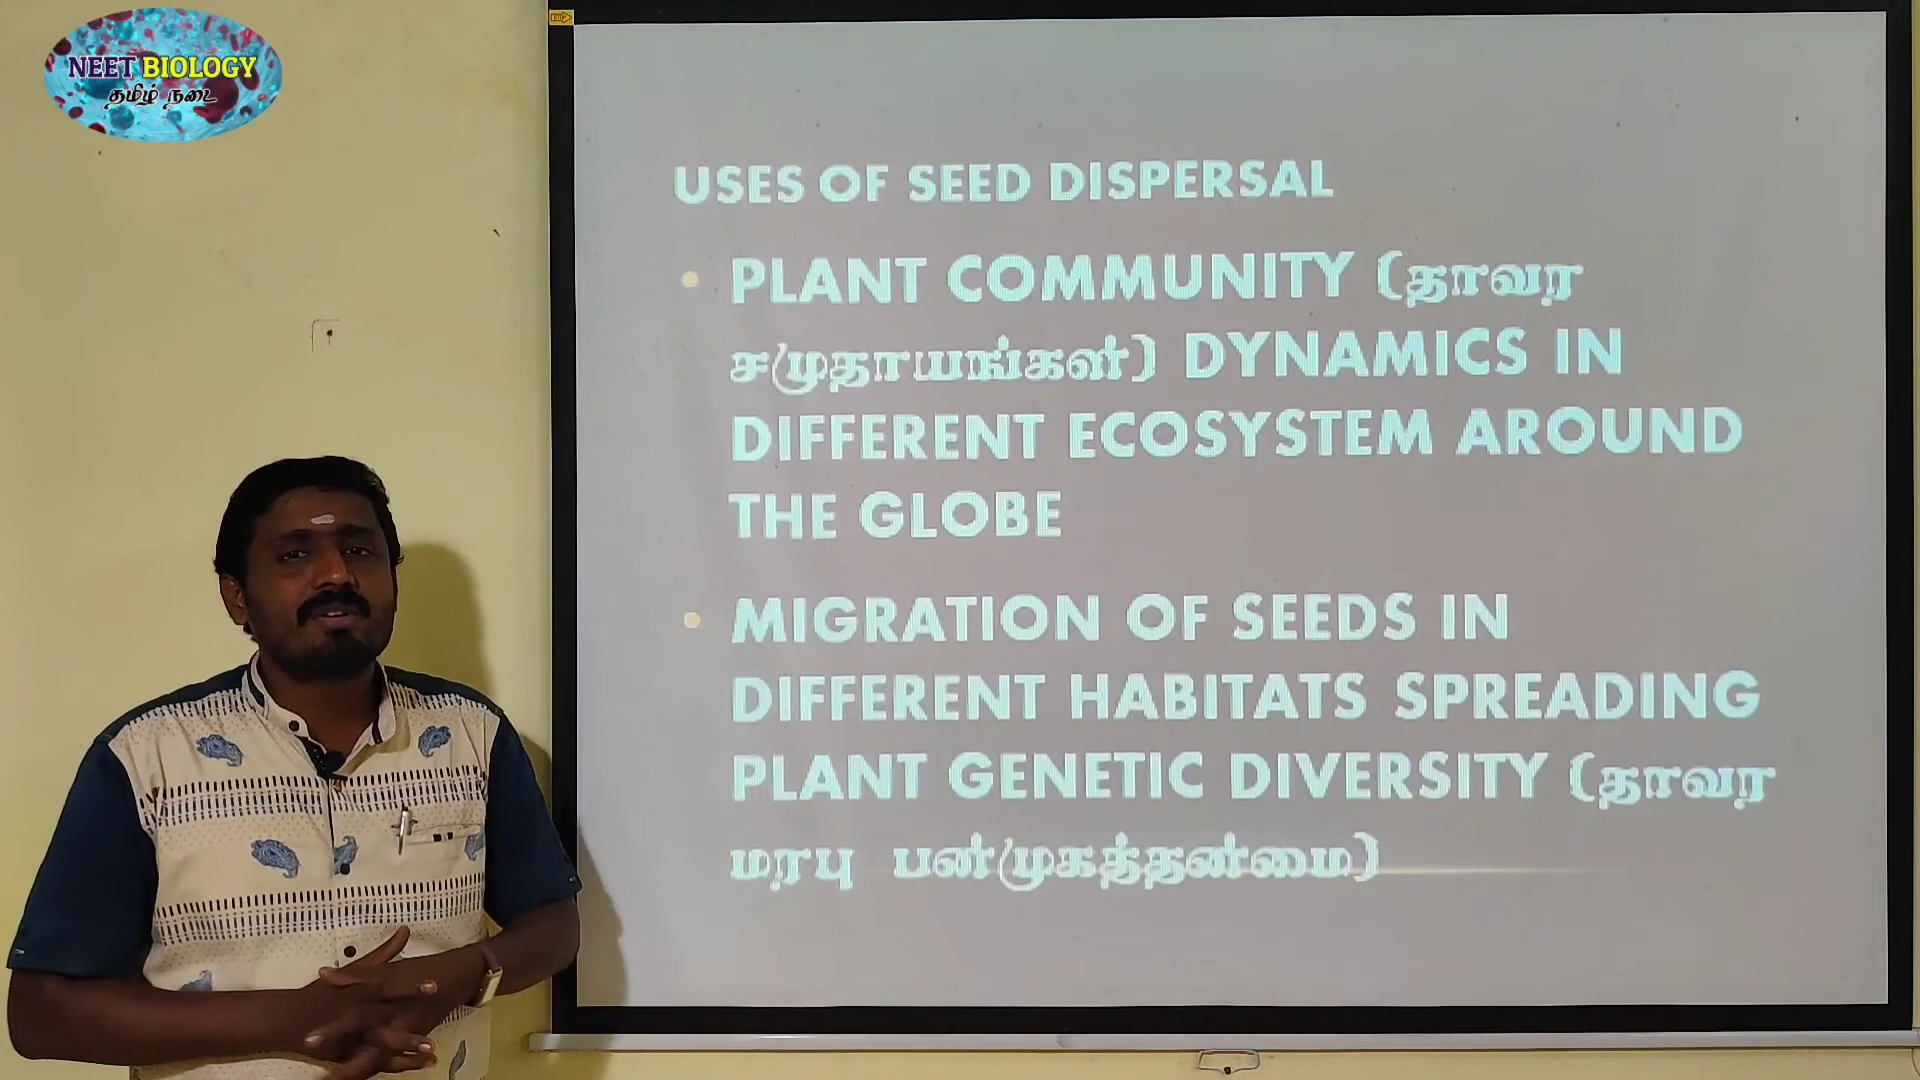 NEET BIOLOGY
தமிழ் நடை
USES OF SEED DISPERSAL
• PLANT COMMUNITY (தாவர
சமுதாயங்கள்) DYNAMICS IN
DIFFERENT ECOSYSTEM AROUND
THE GLOBE
• MIGRATION OF SEEDS IN
DIFFERENT HABITATS SPREADING
PLANT GENETIC DIVERSITY (தாவர
மரபு பன்முகத்தன்மை)